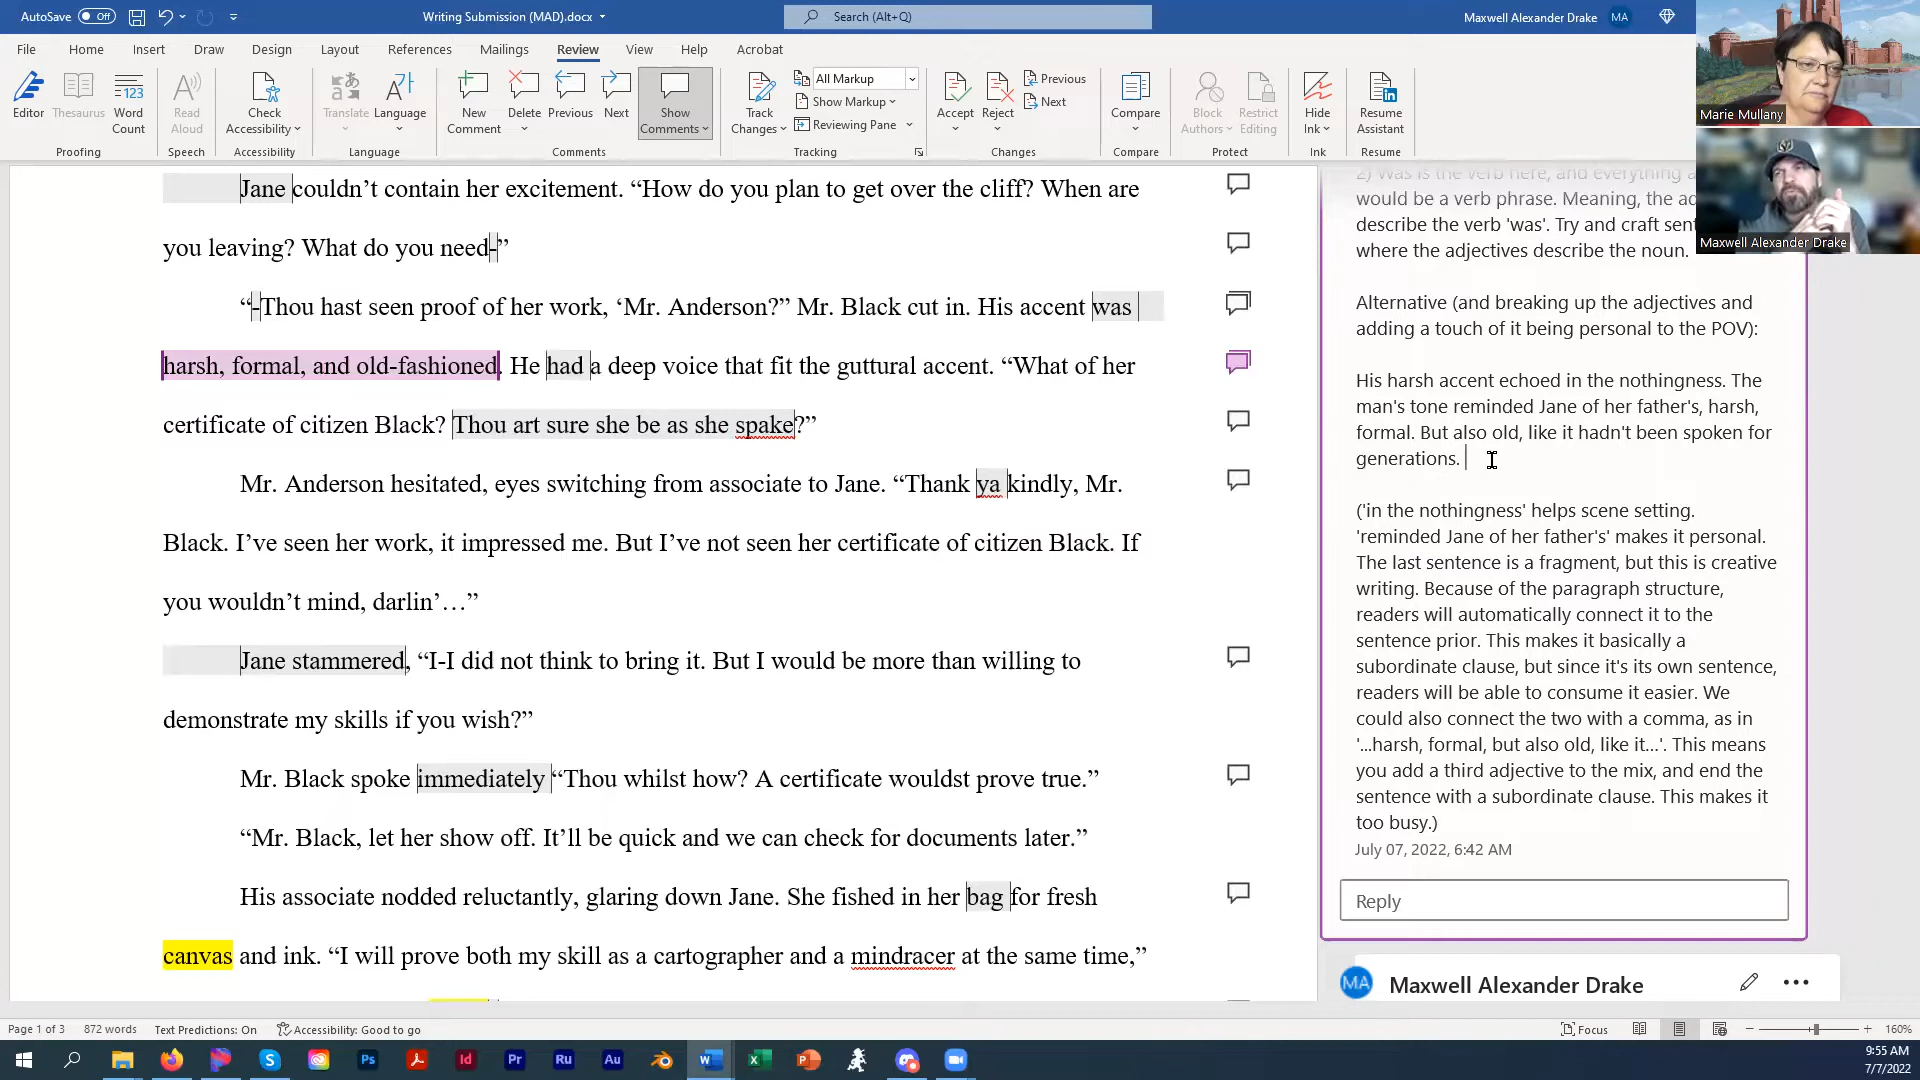 AutoSave Off
Writing Submission (MAD).docx
Search (Alt+Q)
Maxwell Alexander Drake MA
File Home Insert Draw Design Layout References Mailings Review View Help Acrobat
Editor
Thesaurus
Word Count
Proofing
Read Aloud
Speech
Check Accessibility
Accessibility
Translate
Language
Language
New Comment
Delete
Previous
Next
Show Comments
Comments
Track Changes
All Markup
Show Markup
Reviewing Pane
Tracking
Accept
Reject
Previous
Next
Changes
Compare
Compare
Block Authors
Restrict Editing
Protect
Hide Ink
Ink
Resume Assistant
Resume
Marie Mullany
Maxwell Alexander Drake
Jane couldn’t contain her excitement. “How do you plan to get over the cliff? When are
you leaving? What do you need-”
“-Thou hast seen proof of her work, ‘Mr. Anderson?” Mr. Black cut in. His accent was
harsh, formal, and old-fashioned. He had a deep voice that fit the guttural accent. “What of her
certificate of citizen Black? Thou art sure she be as she spake?”
Mr. Anderson hesitated, eyes switching from associate to Jane. “Thank ya kindly, Mr.
Black. I’ve seen her work, it impressed me. But I’ve not seen her certificate of citizen Black. If
you wouldn’t mind, darlin’…”
Jane stammered, “I-I did not think to bring it. But I would be more than willing to
demonstrate my skills if you wish?”
Mr. Black spoke immediately “Thou whilst how? A certificate wouldst prove true.”
“Mr. Black, let her show off. It’ll be quick and we can check for documents later.”
His associate nodded reluctantly, glaring down Jane. She fished in her bag for fresh
canvas and ink. “I will prove both my skill as a cartographer and a mindracer at the same time,”
2) Was is the verb here, and everything a
would be a verb phrase. Meaning, the ad
describe the verb 'was'. Try and craft sent
where the adjectives describe the noun.
Alternative (and breaking up the adjectives and
adding a touch of it being personal to the POV):
His harsh accent echoed in the nothingness. The
man's tone reminded Jane of her father's, harsh,
formal. But also old, like it hadn't been spoken for
generations.
('in the nothingness' helps scene setting.
'reminded Jane of her father's' makes it personal.
The last sentence is a fragment, but this is creative
writing. Because of the paragraph structure,
readers will automatically connect it to the
sentence prior. This makes it basically a
subordinate clause, but since it's its own sentence,
readers will be able to consume it easier. We
could also connect the two with a comma, as in
'...harsh, formal, but also old, like it...'. This means
you add a third adjective to the mix, and end the
sentence with a subordinate clause. This makes it
too busy.)
July 07, 2022, 6:42 AM
Reply
MA Maxwell Alexander Drake
Page 1 of 3 872 words Text Predictions: On Accessibility: Good to go
Focus 160%
Ps Id Pr Ru Au
9:55 AM
7/7/2022